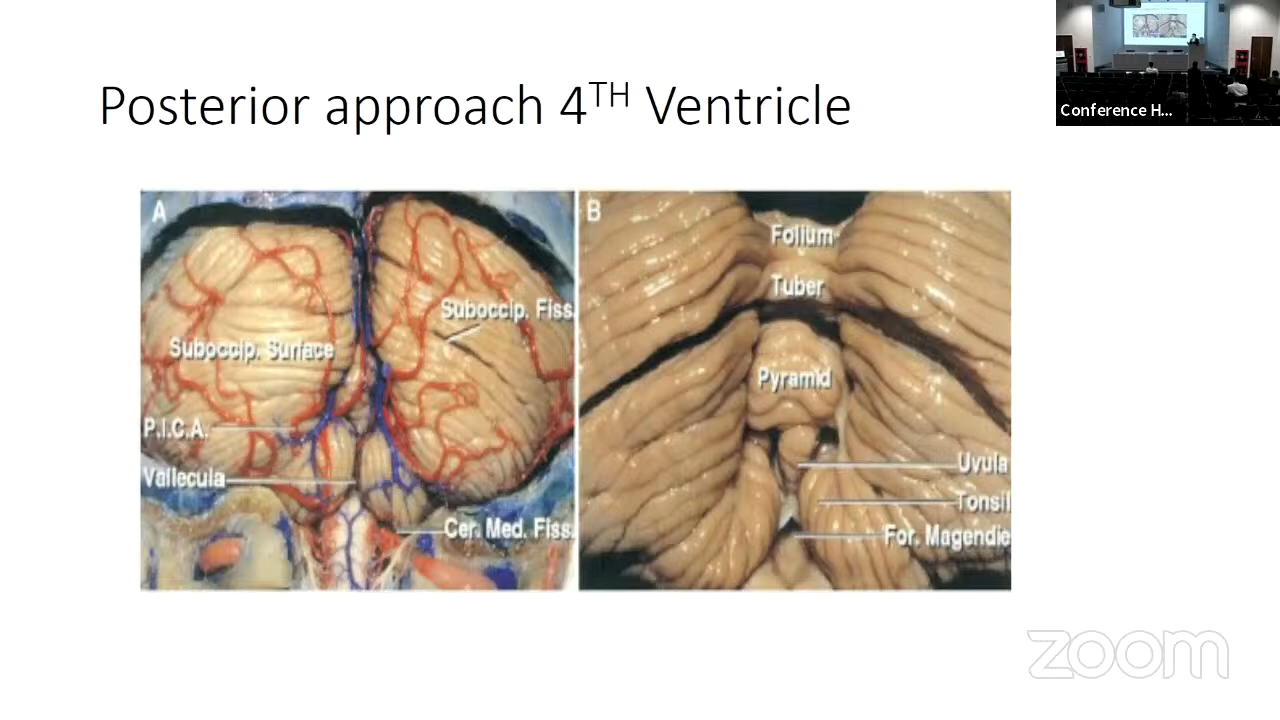 Posterior approach 4TH Ventricle
Conference H...
A
Suboccip. Fiss.
Suboccip. Surface
P.I.C.A.
Vallecula
Cer. Med. Fiss.
B
Folium
Tuber
Pyramid
Uvula
Tonsil
For. Magendie
zoom